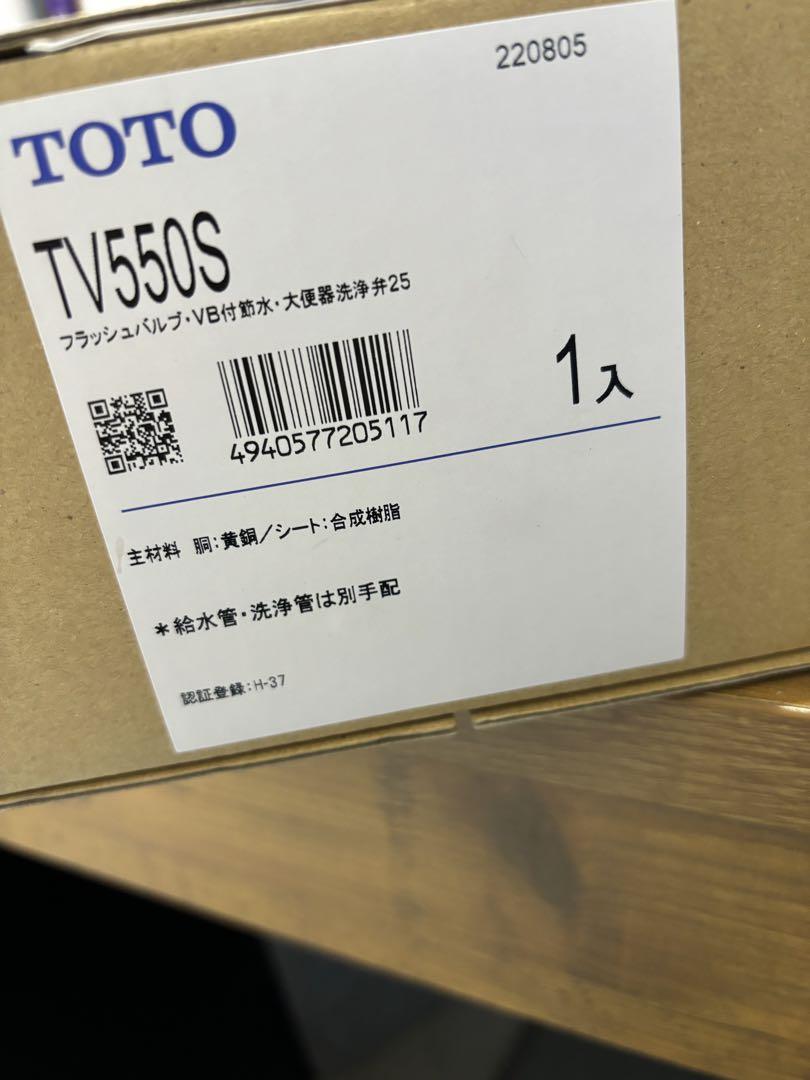 220805
TOTO
TV550S
フラッシュバルブ・VB付節水・大便器洗浄弁25
4940577205117
1入
主材料 胴:黄銅/シート:合成樹脂
*給水管・洗浄管は別手配
認証登録:H-37